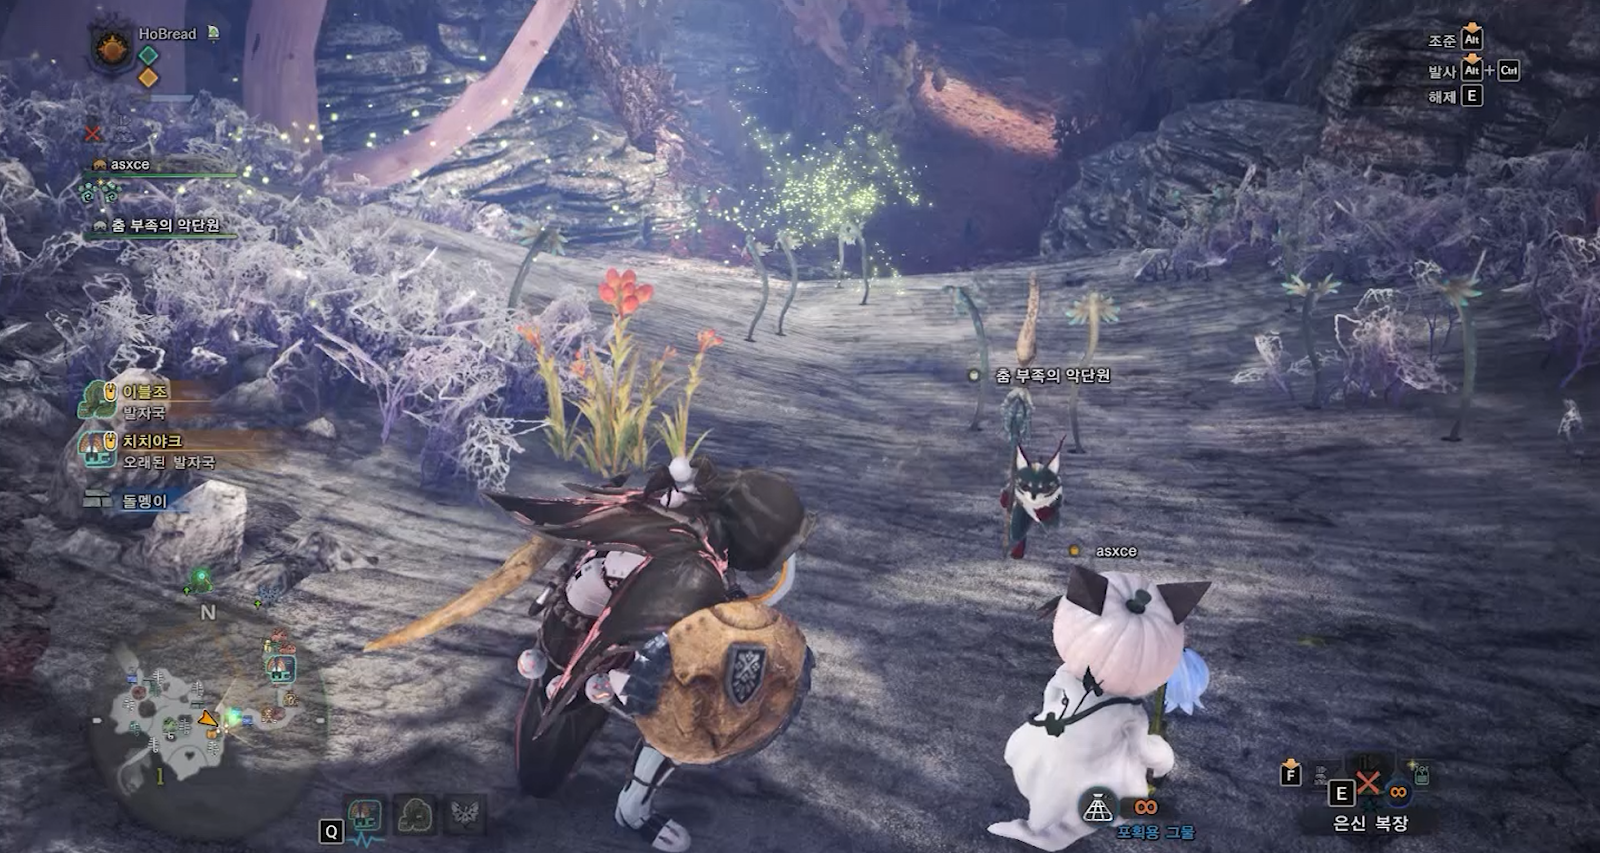 HoBread
조준 Alt
발사 Alt + Ctrl
해제 E
asxce
춤 부족의 악단원
이블조
발자국
치치야크
오래된 발자국
돌멩이
춤 부족의 악단원
asxce
N
1
Q
포획용 그물
F
E
은신 복장